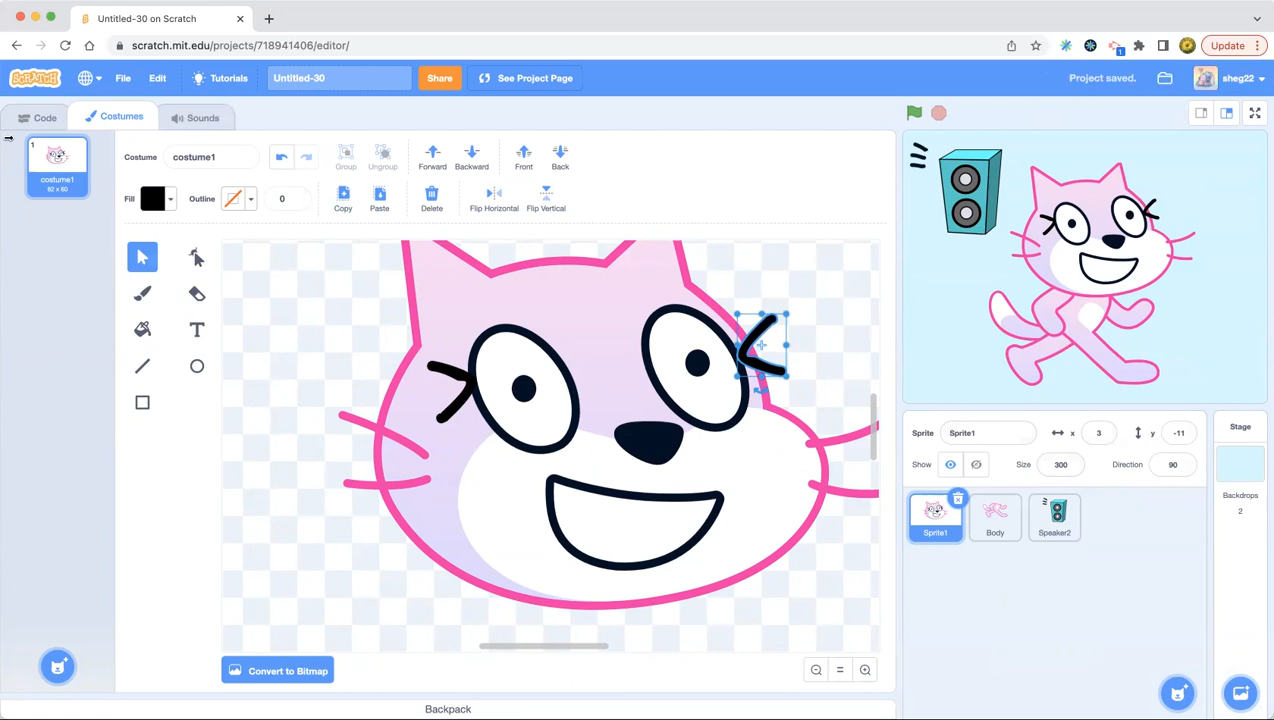 Untitled-30 on Scratch
scratch.mit.edu/projects/718941406/editor/
1
Update
SCRATCH
File
Edit
Tutorials
Untitled-30
Share
See Project Page
Project saved.
sheg22
Code
Costumes
Sounds
1
costume1
82 x 60
Costume
costume1
Group
Ungroup
Forward
Backward
Front
Back
Fill
Outline
0
Copy
Paste
Delete
Flip Horizontal
Flip Vertical
T
Convert to Bitmap
Backpack
Sprite
Sprite1
x
3
y
-11
Show
Size
300
Direction
90
Sprite1
Body
Speaker2
Stage
Backdrops
2